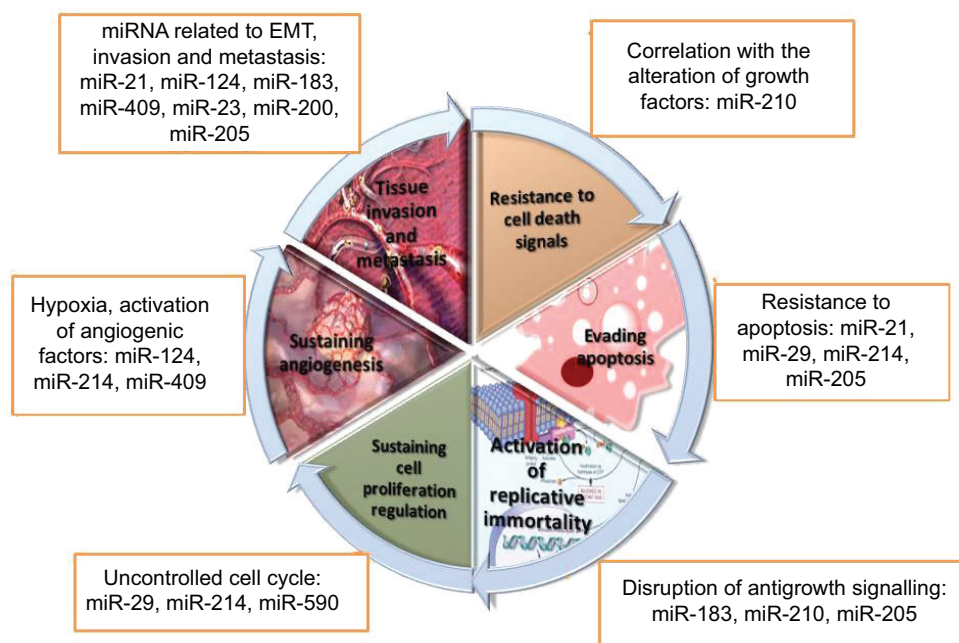 miRNA related to EMT,
invasion and metastasis:
miR-21, miR-124, miR-183,
miR-409, miR-23, miR-200,
miR-205
Correlation with the
alteration of growth
factors: miR-210
Tissue
invasion
and
metastasis
Resistance to
cell death
signals
Hypoxia, activation
of angiogenic
factors: miR-124,
miR-214, miR-409
Sustaining
angiogenesis
Evading
apoptosis
Resistance to
apoptosis: miR-21,
miR-29, miR-214,
miR-205
Sustaining
cell
proliferation
regulation
Activation
of
replicative
immortality
Uncontrolled cell cycle:
miR-29, miR-214, miR-590
Disruption of antigrowth signalling:
miR-183, miR-210, miR-205